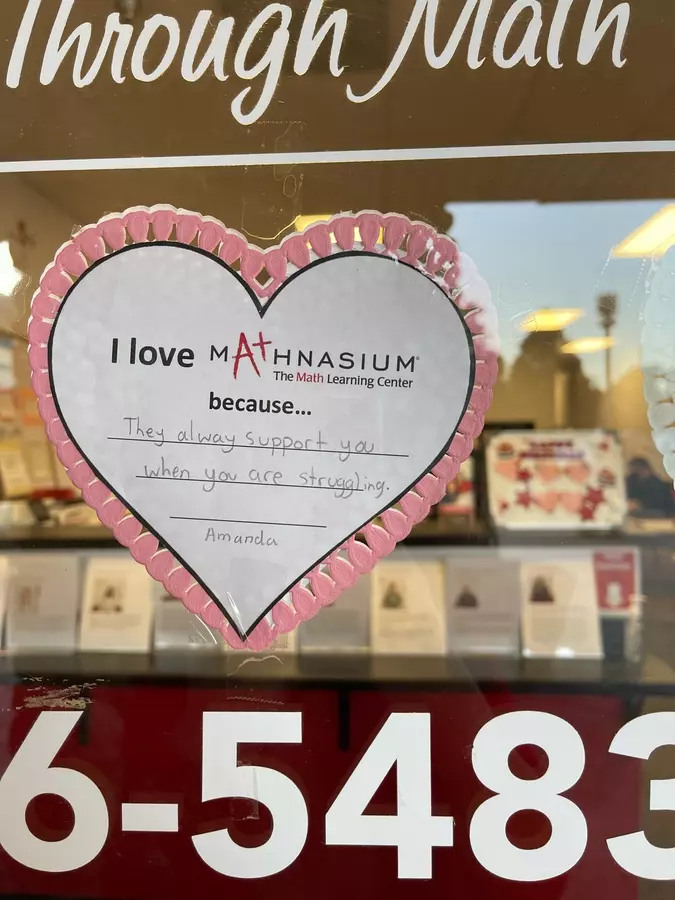 Through Math
I love MATHNASIUM®
The Math Learning Center
because...
They alway support you
when you are struggling.
Amanda
6-5483